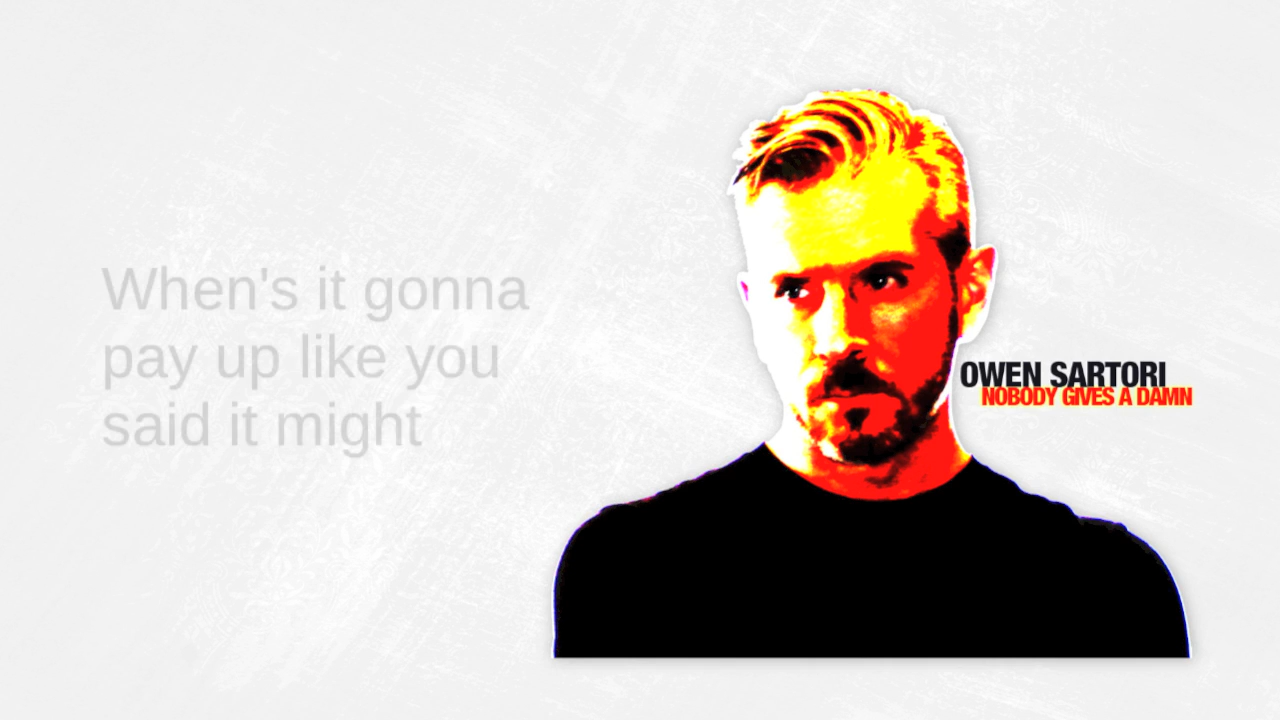 When's it gonna
pay up like you
said it might
OWEN SARTORI
NOBODY GIVES A DAMN